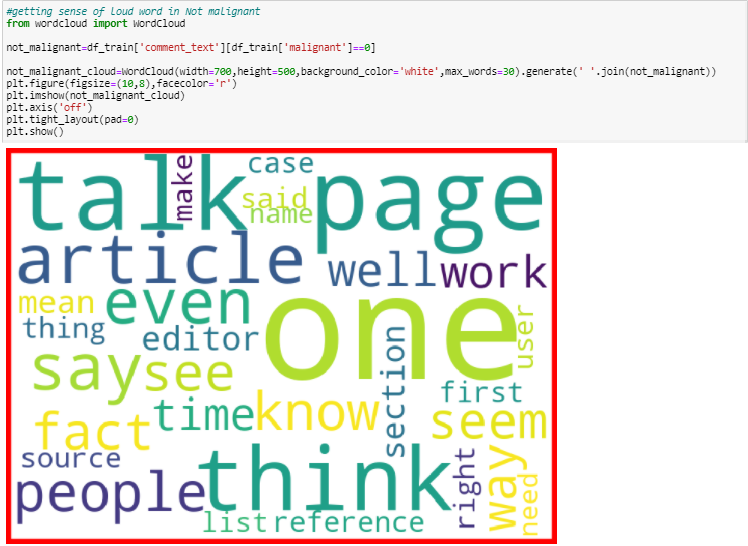 #getting sense of loud word in Not malignant
from wordcloud import WordCloud
not_malignant=df_train['comment_text'][df_train['malignant']==0]
not_malignant_cloud=WordCloud(width=700,height=500,background_color='white',max_words=30).generate(' '.join(not_malignant))
plt.figure(figsize=(10,8),facecolor='r')
plt.imshow(not_malignant_cloud)
plt.axis('off')
plt.tight_layout(pad=0)
plt.show()
talk
make
case
said
name
page
article
well
work
mean
even
one
thing
editor
user
say
see
section
first
fact
time
know
seem
source
people
think
right
way
need
list
reference